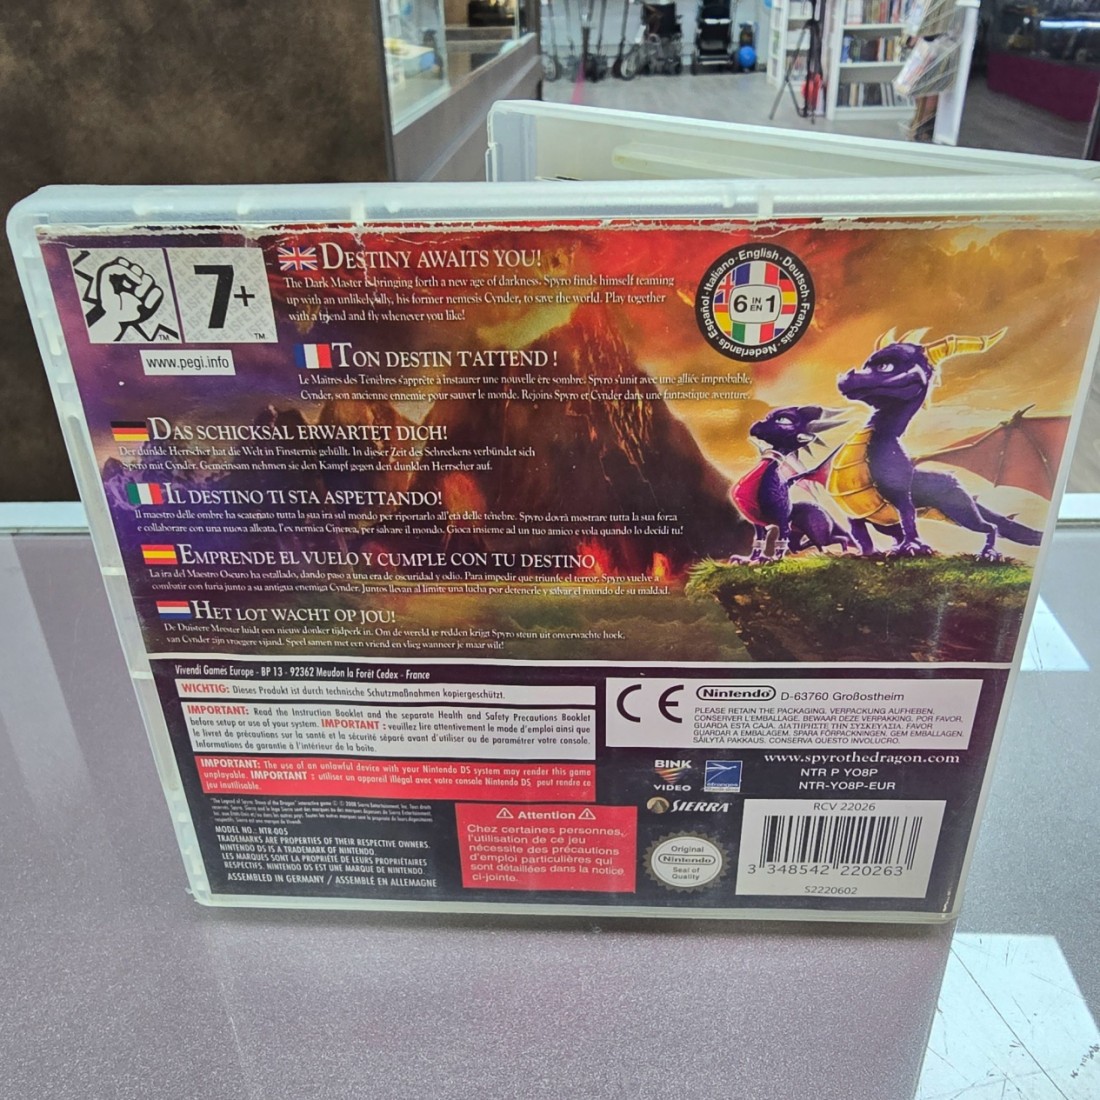 7+
www.pegi.info
DESTINY AWAITS YOU!
The Dark Master is bringing forth a new age of darkness. Spyro finds himself teaming
up with an unlikely ally, his former nemesis Cynder, to save the world. Play together
with a friend and fly whenever you like!
English · Deutsch · Français · Nederlands · Español · Italiano
6 IN EN 1
TON DESTIN T'ATTEND !
Le Maîtres des Ténèbres s'apprête à instaurer une nouvelle ère sombre. Spyro s'unit avec une alliée improbable,
Cynder, son ancienne ennemie pour sauver le monde. Rejoins Spyro et Cynder dans une fantastique aventure.
DAS SCHICKSAL ERWARTET DICH!
Der dunkle Herrscher hat die Welt in Finsternis gehüllt. In dieser Zeit des Schreckens verbündet sich
Spyro mit Cynder. Gemeinsam nehmen sie den Kampf gegen den dunklen Herrscher auf.
IL DESTINO TI STA ASPETTANDO!
Il maestro delle ombre ha scatenato tutta la sua ira sul mondo per riportarlo all'età delle tenebre. Spyro dovrà mostrare tutta la sua forza
e collaborare con una nuova alleata, l'ex nemica Cinerea, per salvare il mondo. Gioca insieme ad un tuo amico e vola quando lo decidi tu!
EMPRENDE EL VUELO Y CUMPLE CON TU DESTINO
La ira del Maestro Oscuro ha estallado, dando paso a una era de oscuridad y odio. Para impedir que triunfe el terror, Spyro vuelve a
combatir con furia junto a su antigua enemiga Cynder. Juntos llevan al límite una lucha por detenerle y salvar el mundo de su maldad.
HET LOT WACHT OP JOU!
De Duistere Meester luidt een nieuw donker tijdperk in. Om de wereld te redden krijgt Spyro steun uit onverwachte hoek,
van Cynder zijn vroegere vijand. Speel samen met een vriend en vlieg wanneer je maar wilt!
Vivendi Games Europe - BP 13 - 92362 Meudon la Forêt Cedex - France
WICHTIG: Dieses Produkt ist durch technische Schutzmaßnahmen kopiergeschützt.
IMPORTANT: Read the Instruction Booklet and the separate Health and Safety Precautions Booklet
before setup or use of your system. IMPORTANT : veuillez lire attentivement le mode d'emploi ainsi que
le livret de précautions sur la santé et la sécurité séparé avant d'utiliser ou de paramétrer votre console.
Informations de garantie à l'intérieur de la boîte.
IMPORTANT: The use of an unlawful device with your Nintendo DS system may render this game
unplayable. IMPORTANT : utiliser un appareil illégal avec votre console Nintendo DS peut rendre ce
jeu inutilisable.
MODEL NO.: NTR-005
TRADEMARKS ARE PROPERTIES OF THEIR RESPECTIVE OWNERS.
NINTENDO DS IS A TRADEMARK OF NINTENDO.
LES MARQUES SONT LA PROPRIÉTÉ DE LEURS PROPRIÉTAIRES
RESPECTIFS. NINTENDO DS EST UNE MARQUE DE NINTENDO.
ASSEMBLED IN GERMANY / ASSEMBLÉ EN ALLEMAGNE
Attention
Chez certaines personnes,
l'utilisation de ce jeu
nécessite des précautions
d'emploi particulières qui
sont détaillées dans la notice
ci-jointe.
CE
Nintendo D-63760 Großostheim
PLEASE RETAIN THE PACKAGING. VERPACKUNG AUFHEBEN.
CONSERVER L'EMBALLAGE. BEWAAR DEZE VERPAKKING. POR FAVOR,
GUARDA ESTA CAJA. ΔΙΑΤΗΡΙΣΤΕ ΤΗΝ ΣΥΣΚΕΥΑΣΙΑ. FAVOR
GUARDAR A EMBALAGEM. SPARA FÖRPACKNINGEN. GEM EMBALLAGEN.
SÄILYTÄ PAKKAUS. CONSERVA QUESTO INVOLUCRO.
www.spyrothedragon.com
BINK
VIDEO
NTR P YO8P
NTR-YO8P-EUR
SIERRA
Original
Nintendo
Seal of
Quality
RCV 22026
3 348542 220263
S2220602